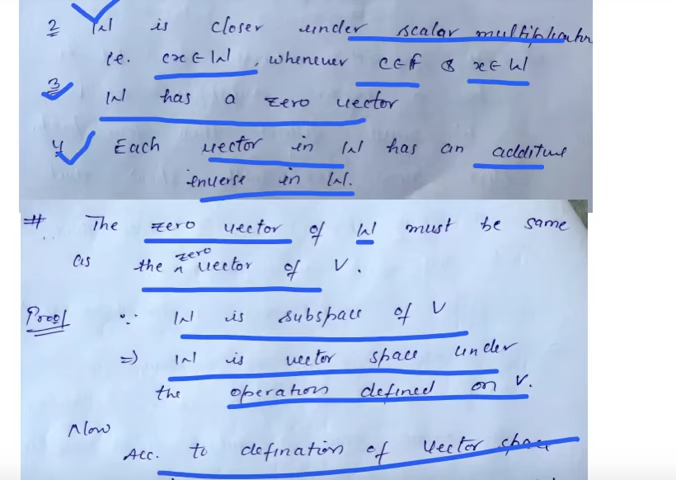 2 W is closer under scalar multiplicatn
i.e. cx ∈ W, whenever c ∈ F & x ∈ W
3 W has a zero vector
4 Each vector in W has an additive
inverse in W.
# The zero vector of W must be same
as the zero vector of V.
Proof ∵ W is subspace of V
=) W is vector space under
the operation defined on V.
Now
Acc. to defination of vector space